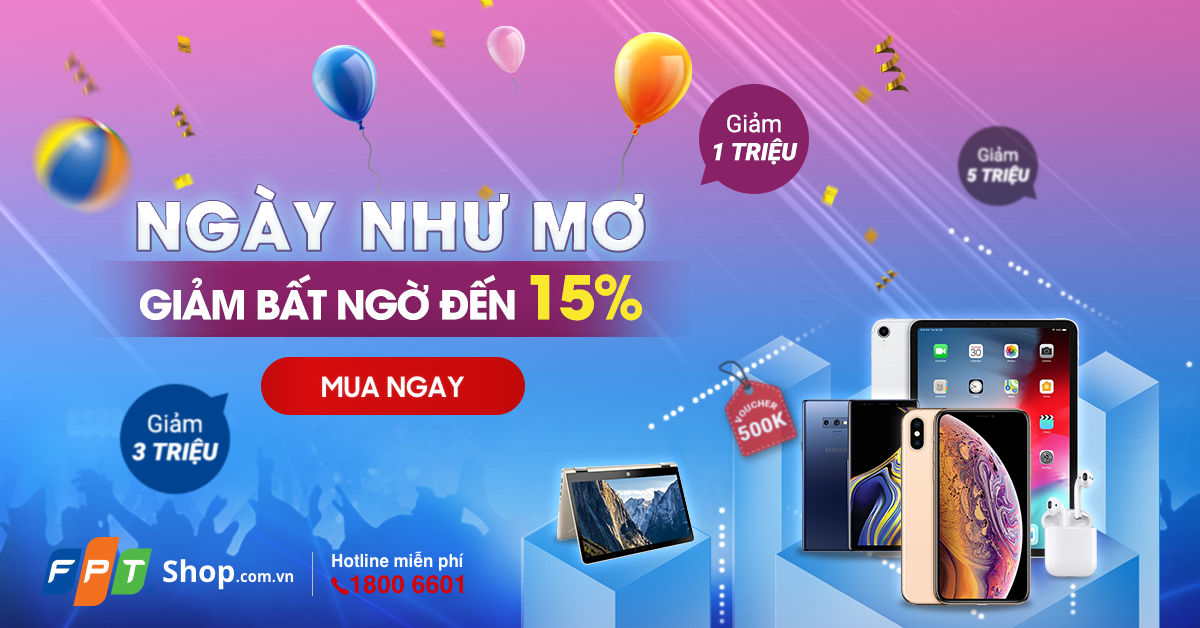 Giảm
1 TRIỆU
Giảm
5 TRIỆU
NGÀY NHƯ MƠ
GIẢM BẤT NGỜ ĐẾN 15%
MUA NGAY
Giảm
3 TRIỆU
VOUCHER
500K
SAMSUNG
FPT Shop.com.vn
Hotline miễn phí
1800 6601